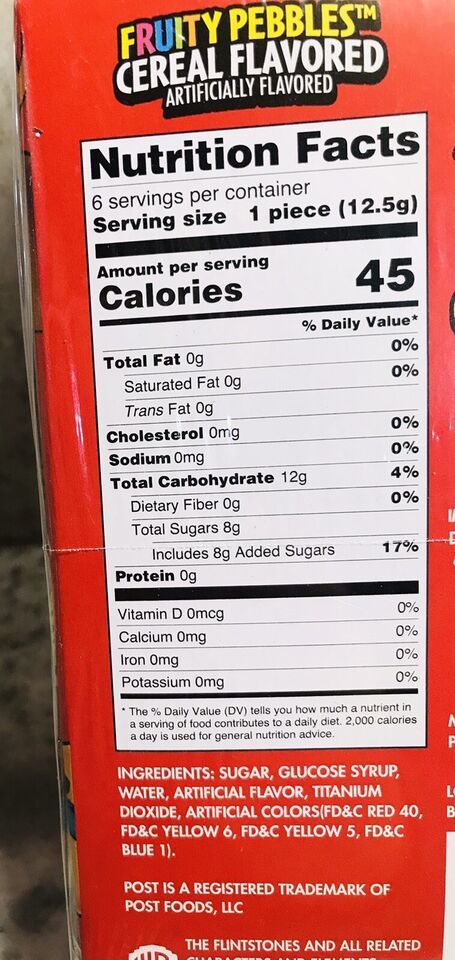 FRUITY PEBBLES™
CEREAL FLAVORED
ARTIFICIALLY FLAVORED
Nutrition Facts
6 servings per container
Serving size 1 piece (12.5g)
Amount per serving
Calories 45
% Daily Value*
Total Fat 0g 0%
Saturated Fat 0g 0%
Trans Fat 0g
Cholesterol 0mg 0%
Sodium 0mg 0%
Total Carbohydrate 12g 4%
Dietary Fiber 0g 0%
Total Sugars 8g
Includes 8g Added Sugars 17%
Protein 0g
Vitamin D 0mcg 0%
Calcium 0mg 0%
Iron 0mg 0%
Potassium 0mg 0%
* The % Daily Value (DV) tells you how much a nutrient in
a serving of food contributes to a daily diet. 2,000 calories
a day is used for general nutrition advice.
INGREDIENTS: SUGAR, GLUCOSE SYRUP,
WATER, ARTIFICIAL FLAVOR, TITANIUM
DIOXIDE, ARTIFICIAL COLORS(FD&C RED 40,
FD&C YELLOW 6, FD&C YELLOW 5, FD&C
BLUE 1).
POST IS A REGISTERED TRADEMARK OF
POST FOODS, LLC
THE FLINTSTONES AND ALL RELATED